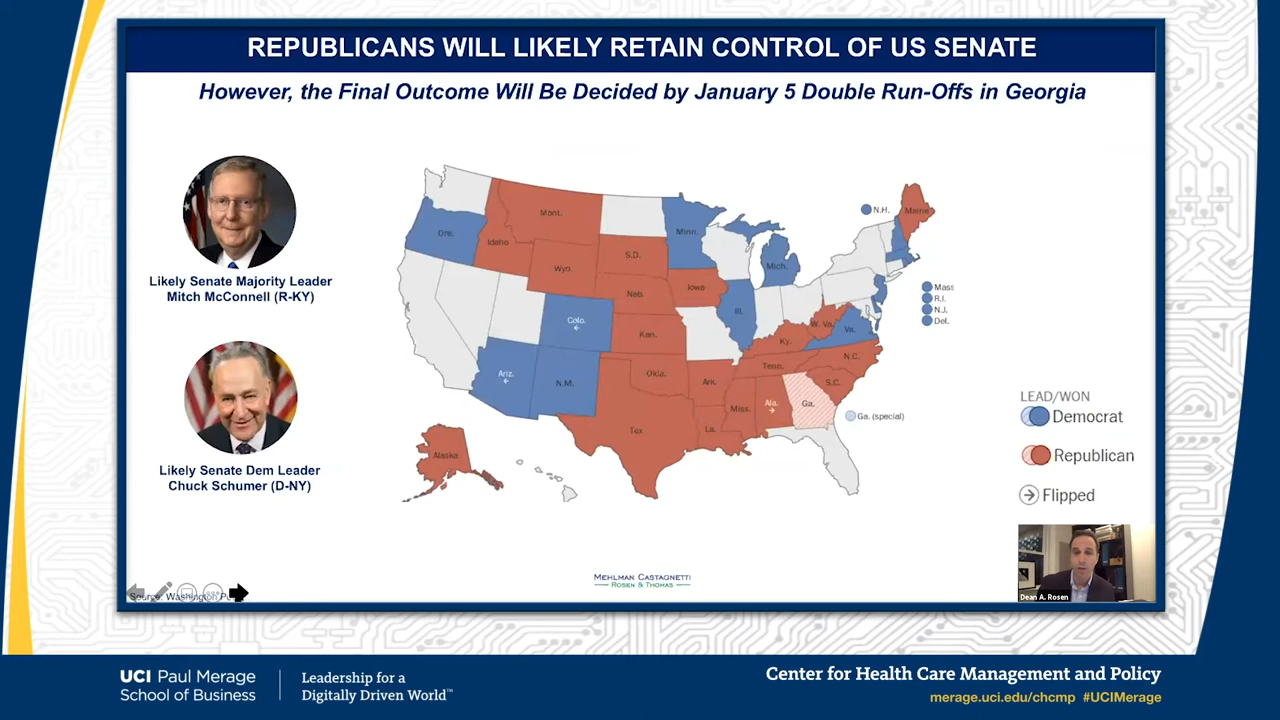 REPUBLICANS WILL LIKELY RETAIN CONTROL OF US SENATE
However, the Final Outcome Will Be Decided by January 5 Double Run-Offs in Georgia
Likely Senate Majority Leader
Mitch McConnell (R-KY)
Likely Senate Dem Leader
Chuck Schumer (D-NY)
Ore.
Idaho
Mont.
Wyo.
S.D.
Neb.
Kan.
Colo.
Ariz.
N.M.
Okla.
Tex
Minn.
Iowa
Ill.
Mich.
Ark.
La.
Miss.
Ala.
Ga.
Tenn.
Ky.
W. Va.
Va.
N.C.
S.C.
Maine
Alaska
N.H.
Mass
R.I.
N.J.
Del.
Ga. (special)
LEAD/WON
Democrat
Republican
Flipped
Dean A. Rosen
MEHLMAN CASTAGNETTI
ROSEN & THOMAS
Source: Washington
UCI Paul Merage
School of Business
Leadership for a
Digitally Driven World™
Center for Health Care Management and Policy
merage.uci.edu/chcmp #UCIMerage